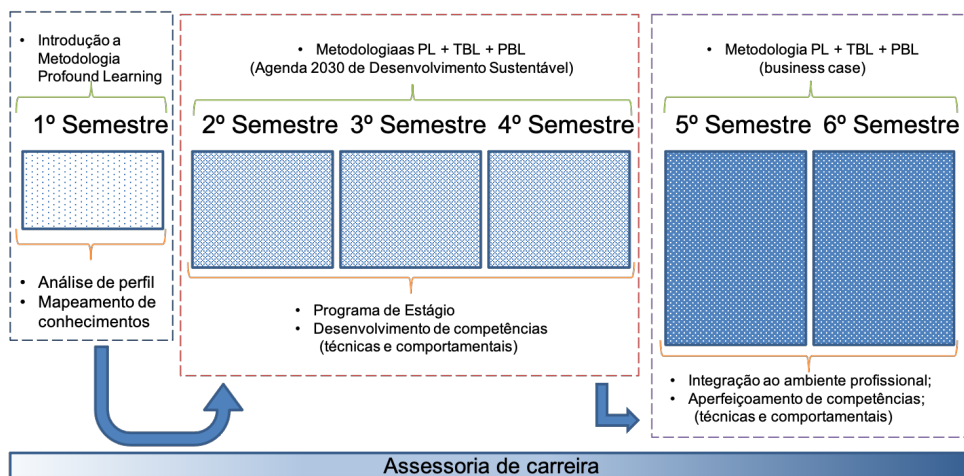 • Introdução a
Metodologia
Profound Learning
1º Semestre
• Análise de perfil
• Mapeamento de
conhecimentos
• Metodologiaas PL + TBL + PBL
(Agenda 2030 de Desenvolvimento Sustentável)
2º Semestre 3º Semestre 4º Semestre
• Programa de Estágio
• Desenvolvimento de competências
(técnicas e comportamentais)
• Metodologia PL + TBL + PBL
(business case)
5º Semestre 6º Semestre
• Integração ao ambiente profissional;
• Aperfeiçoamento de competências;
(técnicas e comportamentais)
Assessoria de carreira